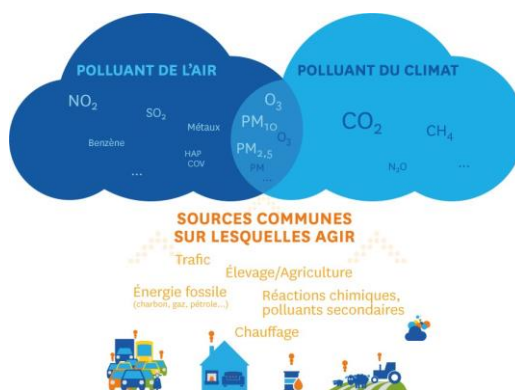 POLLUANT DE L'AIR
POLLUANT DU CLIMAT
NO₂
SO₂
Métaux
Benzène
HAP
COV
...
O₃
PM₁₀
O₃
PM₂,₅
PM
...
CO₂
CH₄
N₂O
...
SOURCES COMMUNES
SUR LESQUELLES AGIR
Trafic
Élevage/Agriculture
Énergie fossile
(charbon, gaz, pétrole...)
Réactions chimiques,
polluants secondaires
Chauffage